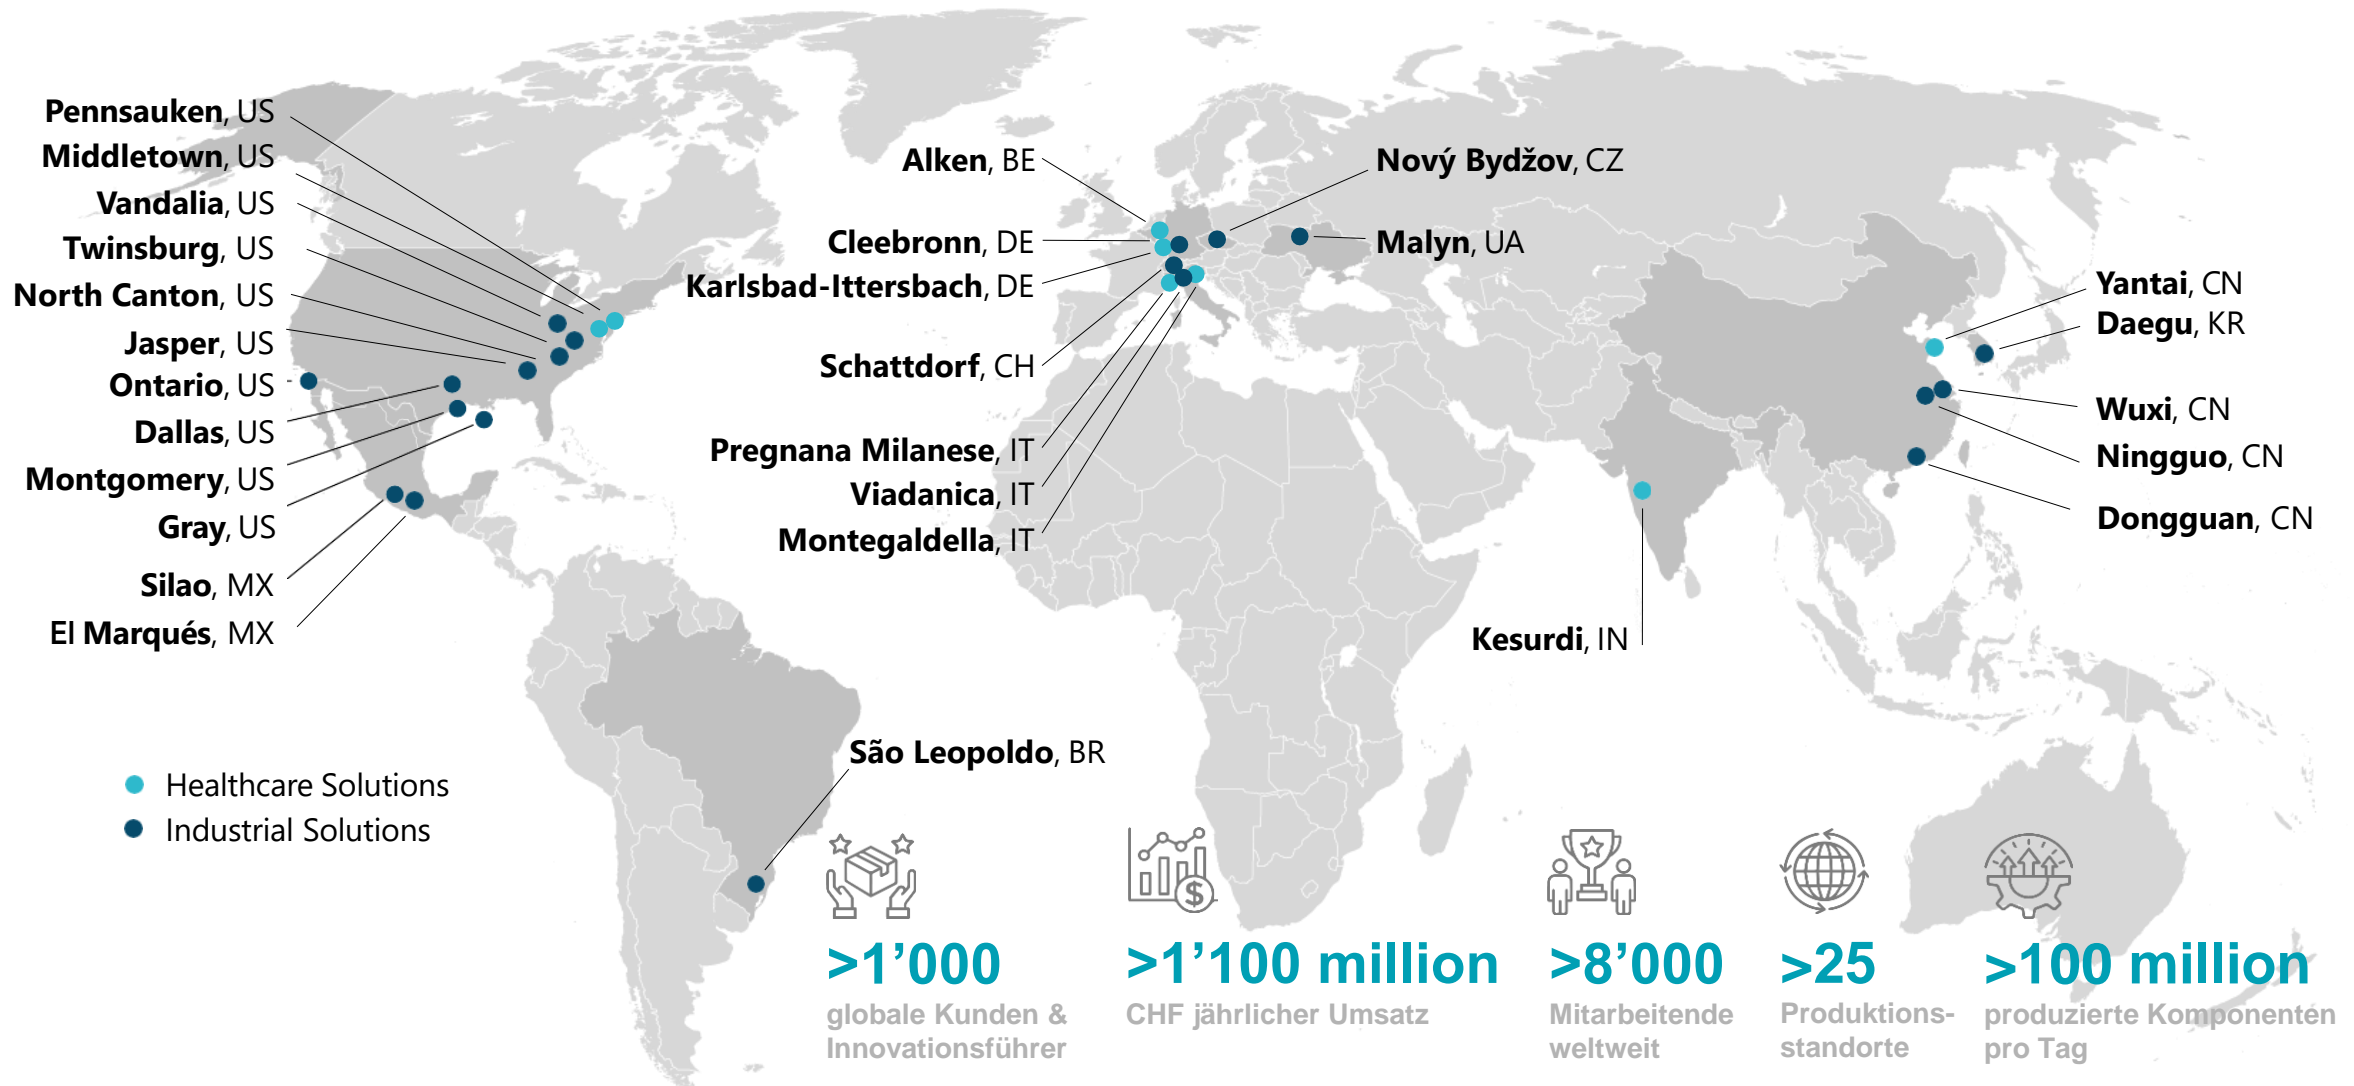 Pennsauken, US
Middletown, US
Vandalia, US
Twinsburg, US
North Canton, US
Jasper, US
Ontario, US
Dallas, US
Montgomery, US
Gray, US
Silao, MX
El Marqués, MX
Alken, BE
Cleebronn, DE
Karlsbad-Ittersbach, DE
Schattdorf, CH
Pregnana Milanese, IT
Viadanica, IT
Montegaldella, IT
Nový Bydžov, CZ
Malyn, UA
Yantai, CN
Daegu, KR
Wuxi, CN
Ningguo, CN
Dongguan, CN
Kesurdi, IN
São Leopoldo, BR
Healthcare Solutions
Industrial Solutions
$
>1’000
globale Kunden &
Innovationsführer
>1’100 million
CHF jährlicher Umsatz
>8’000
Mitarbeitende
weltweit
>25
Produktions-
standorte
>100 million
produzierte Komponenten
pro Tag